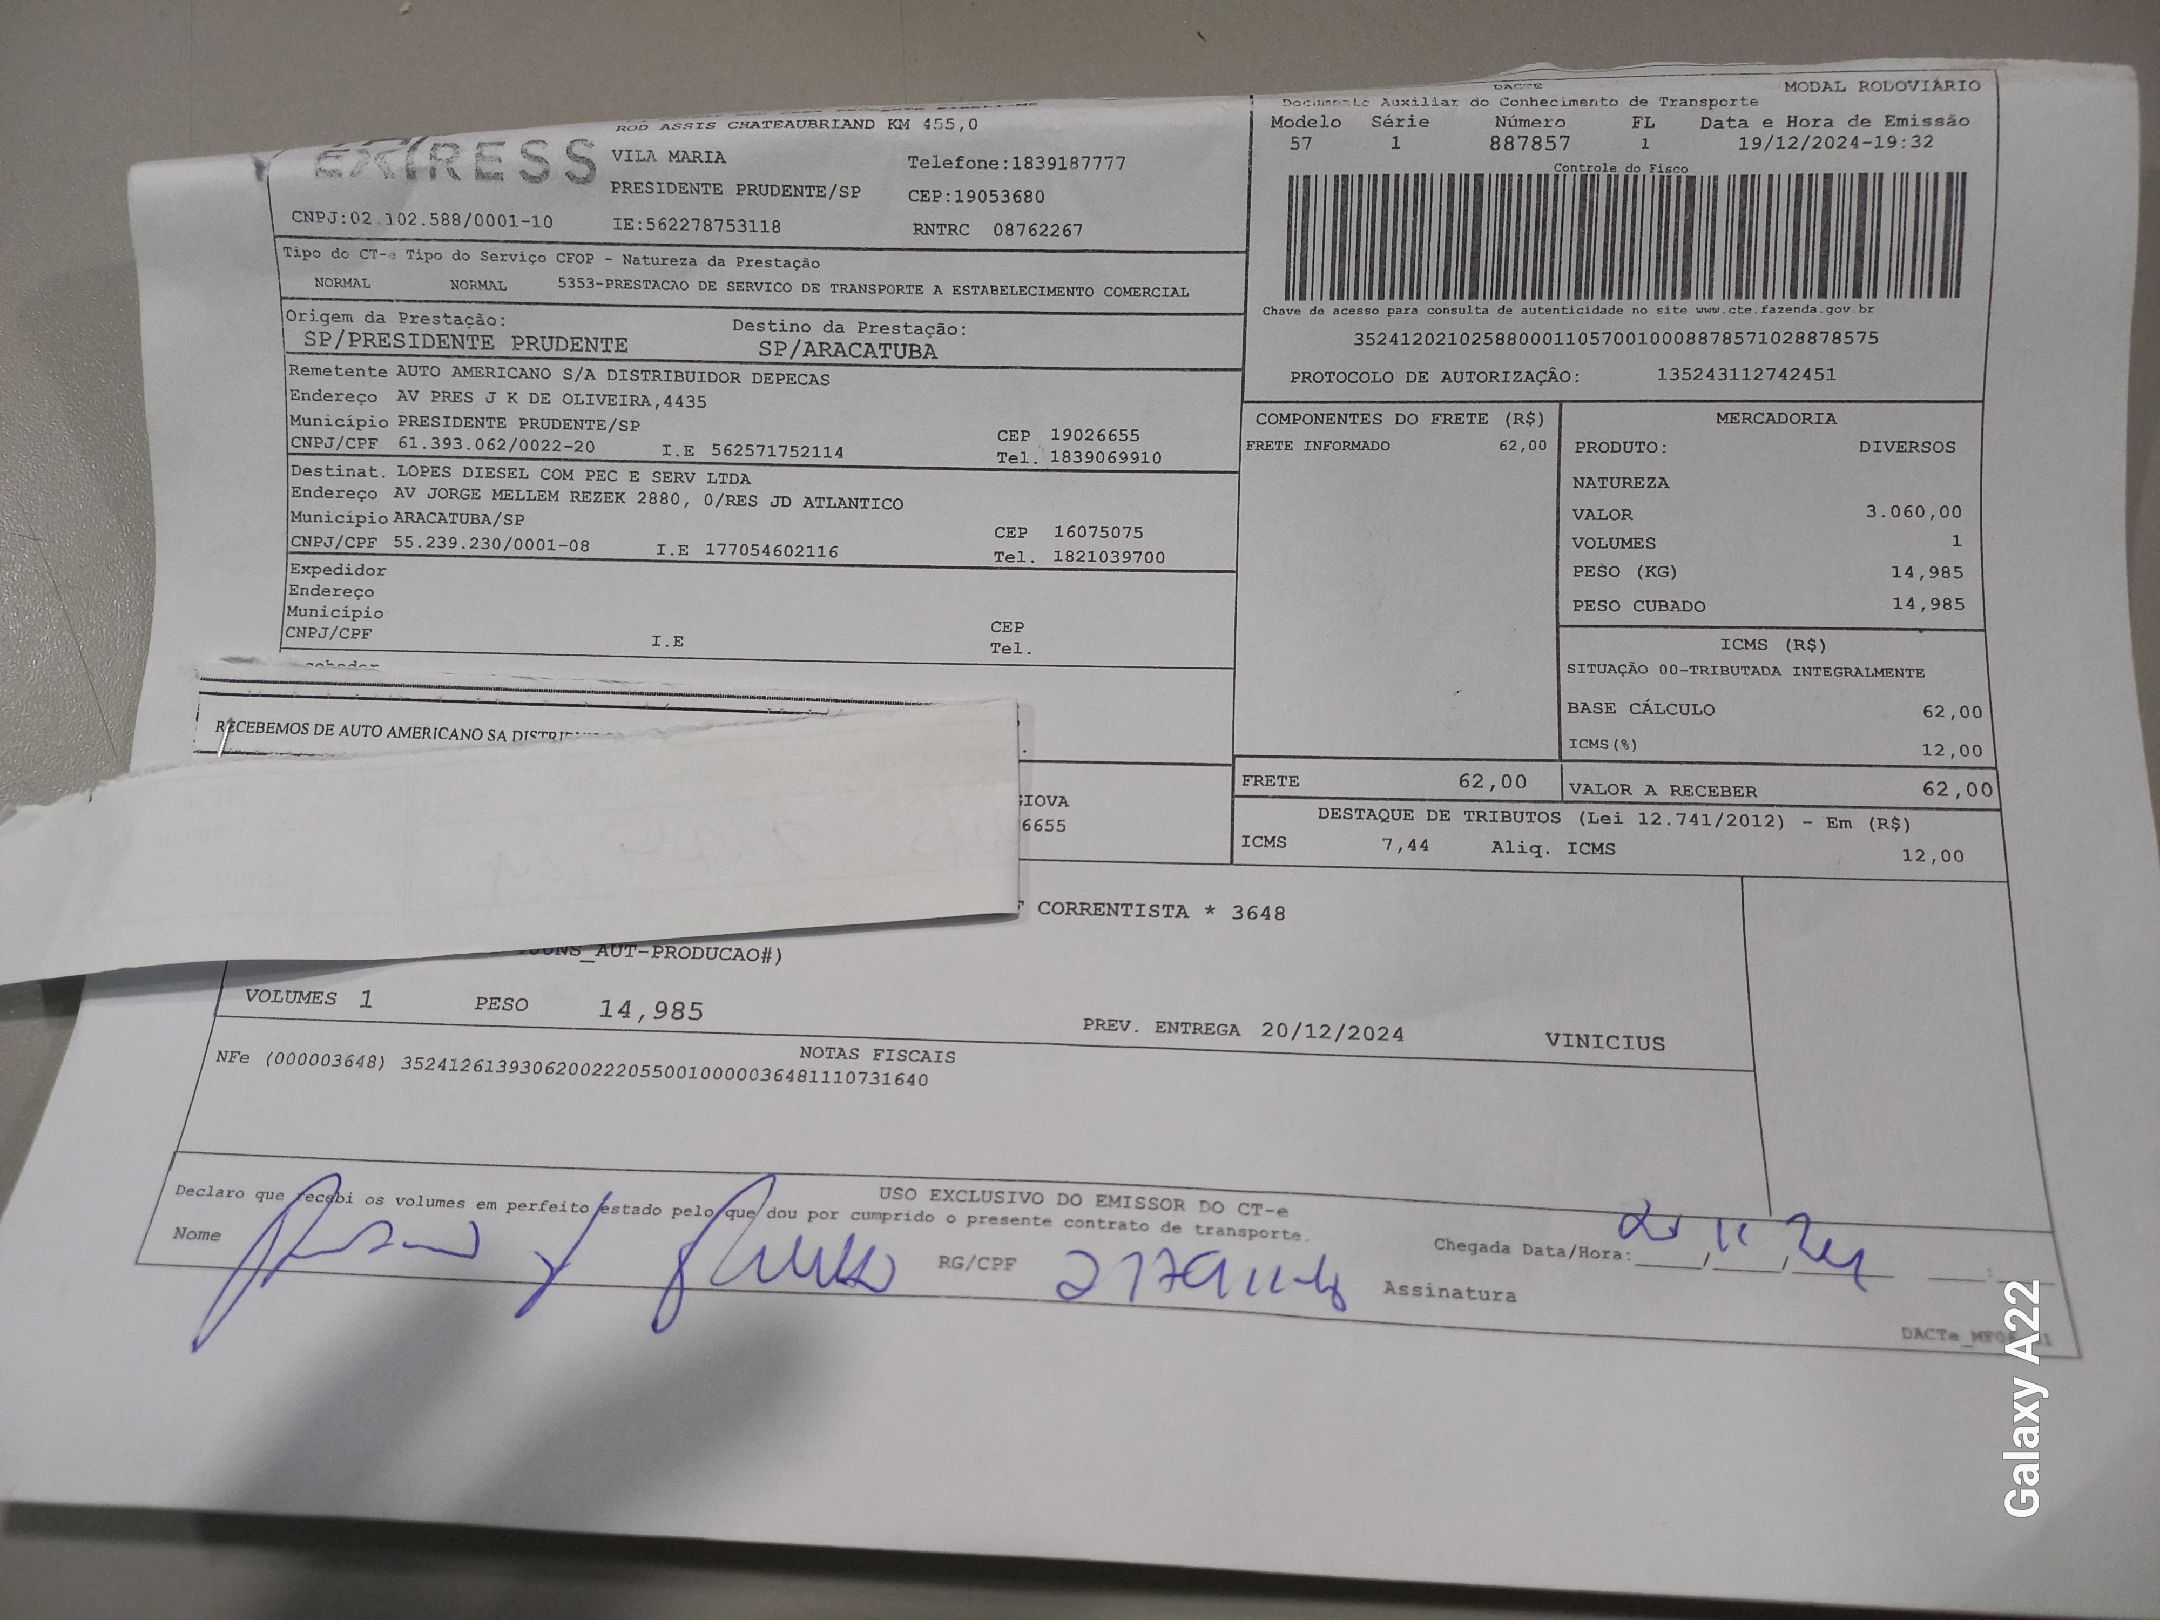 EXPRESS
ROD ASSIS CHATEAUBRIAND KM 455,0
VILA MARIA
Telefone:1839187777
PRESIDENTE PRUDENTE/SP
CEP:19053680
CNPJ:02.102.588/0001-10
IE:562278753118
RNTRC 08762267
DACTE
MODAL RODOVIÁRIO
Documento Auxiliar do Conhecimento de Transporte
Modelo Série Número FL Data e Hora de Emissão
57 1 887857 1 19/12/2024-19:32
Controle do Fisco
Chave de acesso para consulta de autenticidade no site www.cte.fazenda.gov.br
35241202102588000110570010008878571028878575
PROTOCOLO DE AUTORIZAÇÂO: 135243112742451
Tipo do CT-e Tipo do Serviço CFOP - Natureza da Prestação
NORMAL NORMAL 5353-PRESTACAO DE SERVICO DE TRANSPORTE A ESTABELECIMENTO COMERCIAL
Origem da Prestação: Destino da Prestação:
SP/PRESIDENTE PRUDENTE SP/ARACATUBA
Remetente AUTO AMERICANO S/A DISTRIBUIDOR DEPECAS
Endereço AV PRES J K DE OLIVEIRA,4435
Município PRESIDENTE PRUDENTE/SP CEP 19026655
CNPJ/CPF 61.393.062/0022-20 I.E 562571752114 Tel. 1839069910
Destinat. LOPES DIESEL COM PEC E SERV LTDA
Endereço AV JORGE MELLEM REZEK 2880, 0/RES JD ATLANTICO
Município ARACATUBA/SP CEP 16075075
CNPJ/CPF 55.239.230/0001-08 I.E 177054602116 Tel. 1821039700
Expedidor
Endereço
Município CEP
CNPJ/CPF I.E Tel.
COMPONENTES DO FRETE (R$)
FRETE INFORMADO 62,00
MERCADORIA
PRODUTO: DIVERSOS
NATUREZA
VALOR 3.060,00
VOLUMES 1
PESO (KG) 14,985
PESO CUBADO 14,985
ICMS (R$)
SITUAÇÃO 00-TRIBUTADA INTEGRALMENTE
BASE CÁLCULO 62,00
ICMS(%) 12,00
FRETE 62,00 VALOR A RECEBER 62,00
DESTAQUE DE TRIBUTOS (Lei 12.741/2012) - Em (R$)
ICMS 7,44 Aliq. ICMS 12,00
RECEBEMOS DE AUTO AMERICANO SA
GIOVA
6655
CORRENTISTA * 3648
_AUT-PRODUCAO#)
VOLUMES 1 PESO 14,985 PREV. ENTREGA 20/12/2024 VINICIUS
NOTAS FISCAIS
NFe (000003648) 35241261393062002220550010000036481110731640
USO EXCLUSIVO DO EMISSOR DO CT-e
Declaro que recebi os volumes em perfeito estado pelo que dou por cumprido o presente contrato de transporte.
Nome RG/CPF Assinatura
Chegada Data/Hora:
Galaxy A22